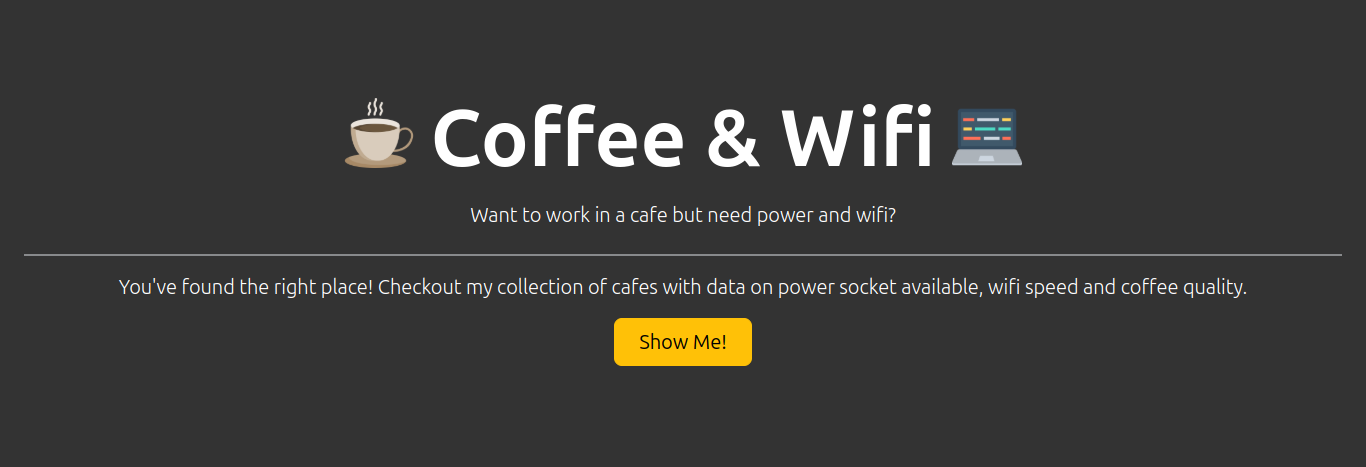 Coffee & Wifi
Want to work in a cafe but need power and wifi?
You've found the right place! Checkout my collection of cafes with data on power socket available, wifi speed and coffee quality.
Show Me!